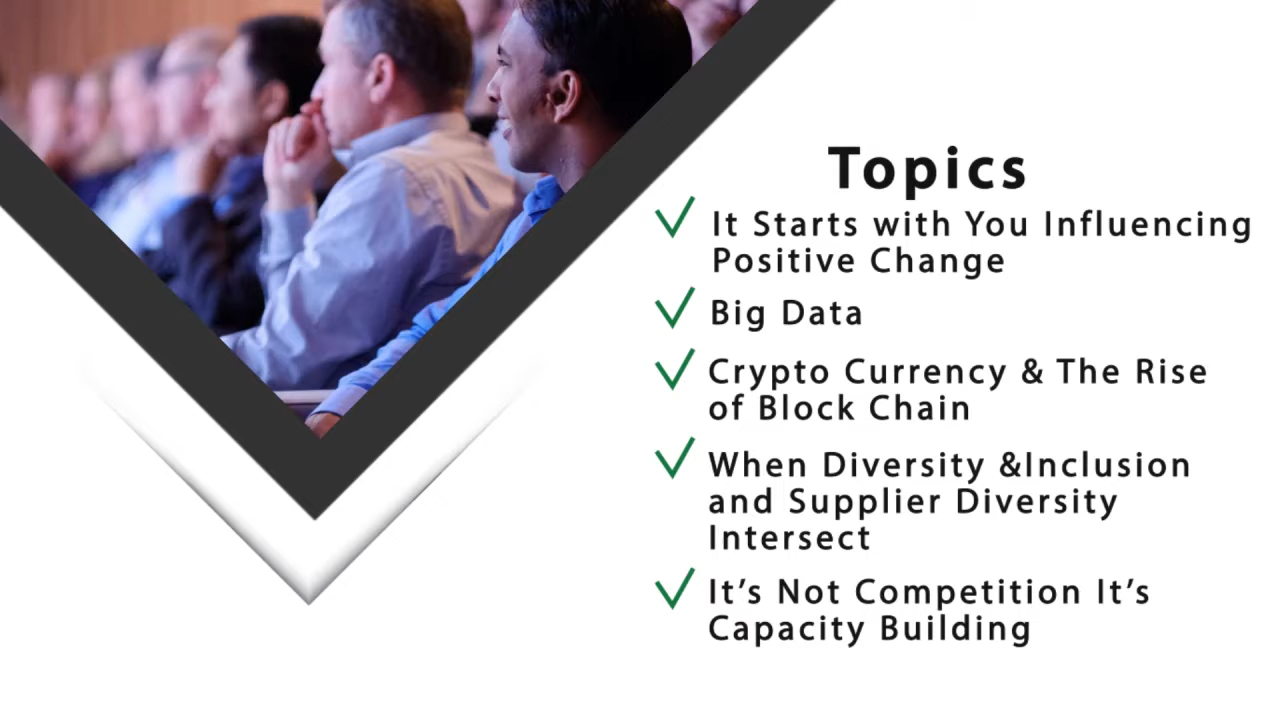 Topics
It Starts with You Influencing
Positive Change
Big Data
Crypto Currency & The Rise
of Block Chain
When Diversity &Inclusion
and Supplier Diversity
Intersect
It’s Not Competition It’s
Capacity Building